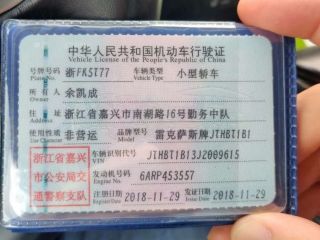 中华人民共和国机动车行驶证
Vehicle License of the People's Republic of China
号牌号码 浙FK5T77 车辆类型 小型轿车
Plate No. Vehicle Type
所有人 余凯成
Owner
住址 浙江省嘉兴市南湖路16号勤务中队
Address
使用性质 非营运 品牌型号 雷克萨斯牌JTHBT1B1
Use Character Model
浙江省嘉兴市公安局交通警察支队
车辆识别代号 JTHBT1B13J2009615
VIN
发动机号码 6ARP453557
Engine No.
注册日期 2018-11-29 发证日期 2018-11-29
Register Date Issue Date